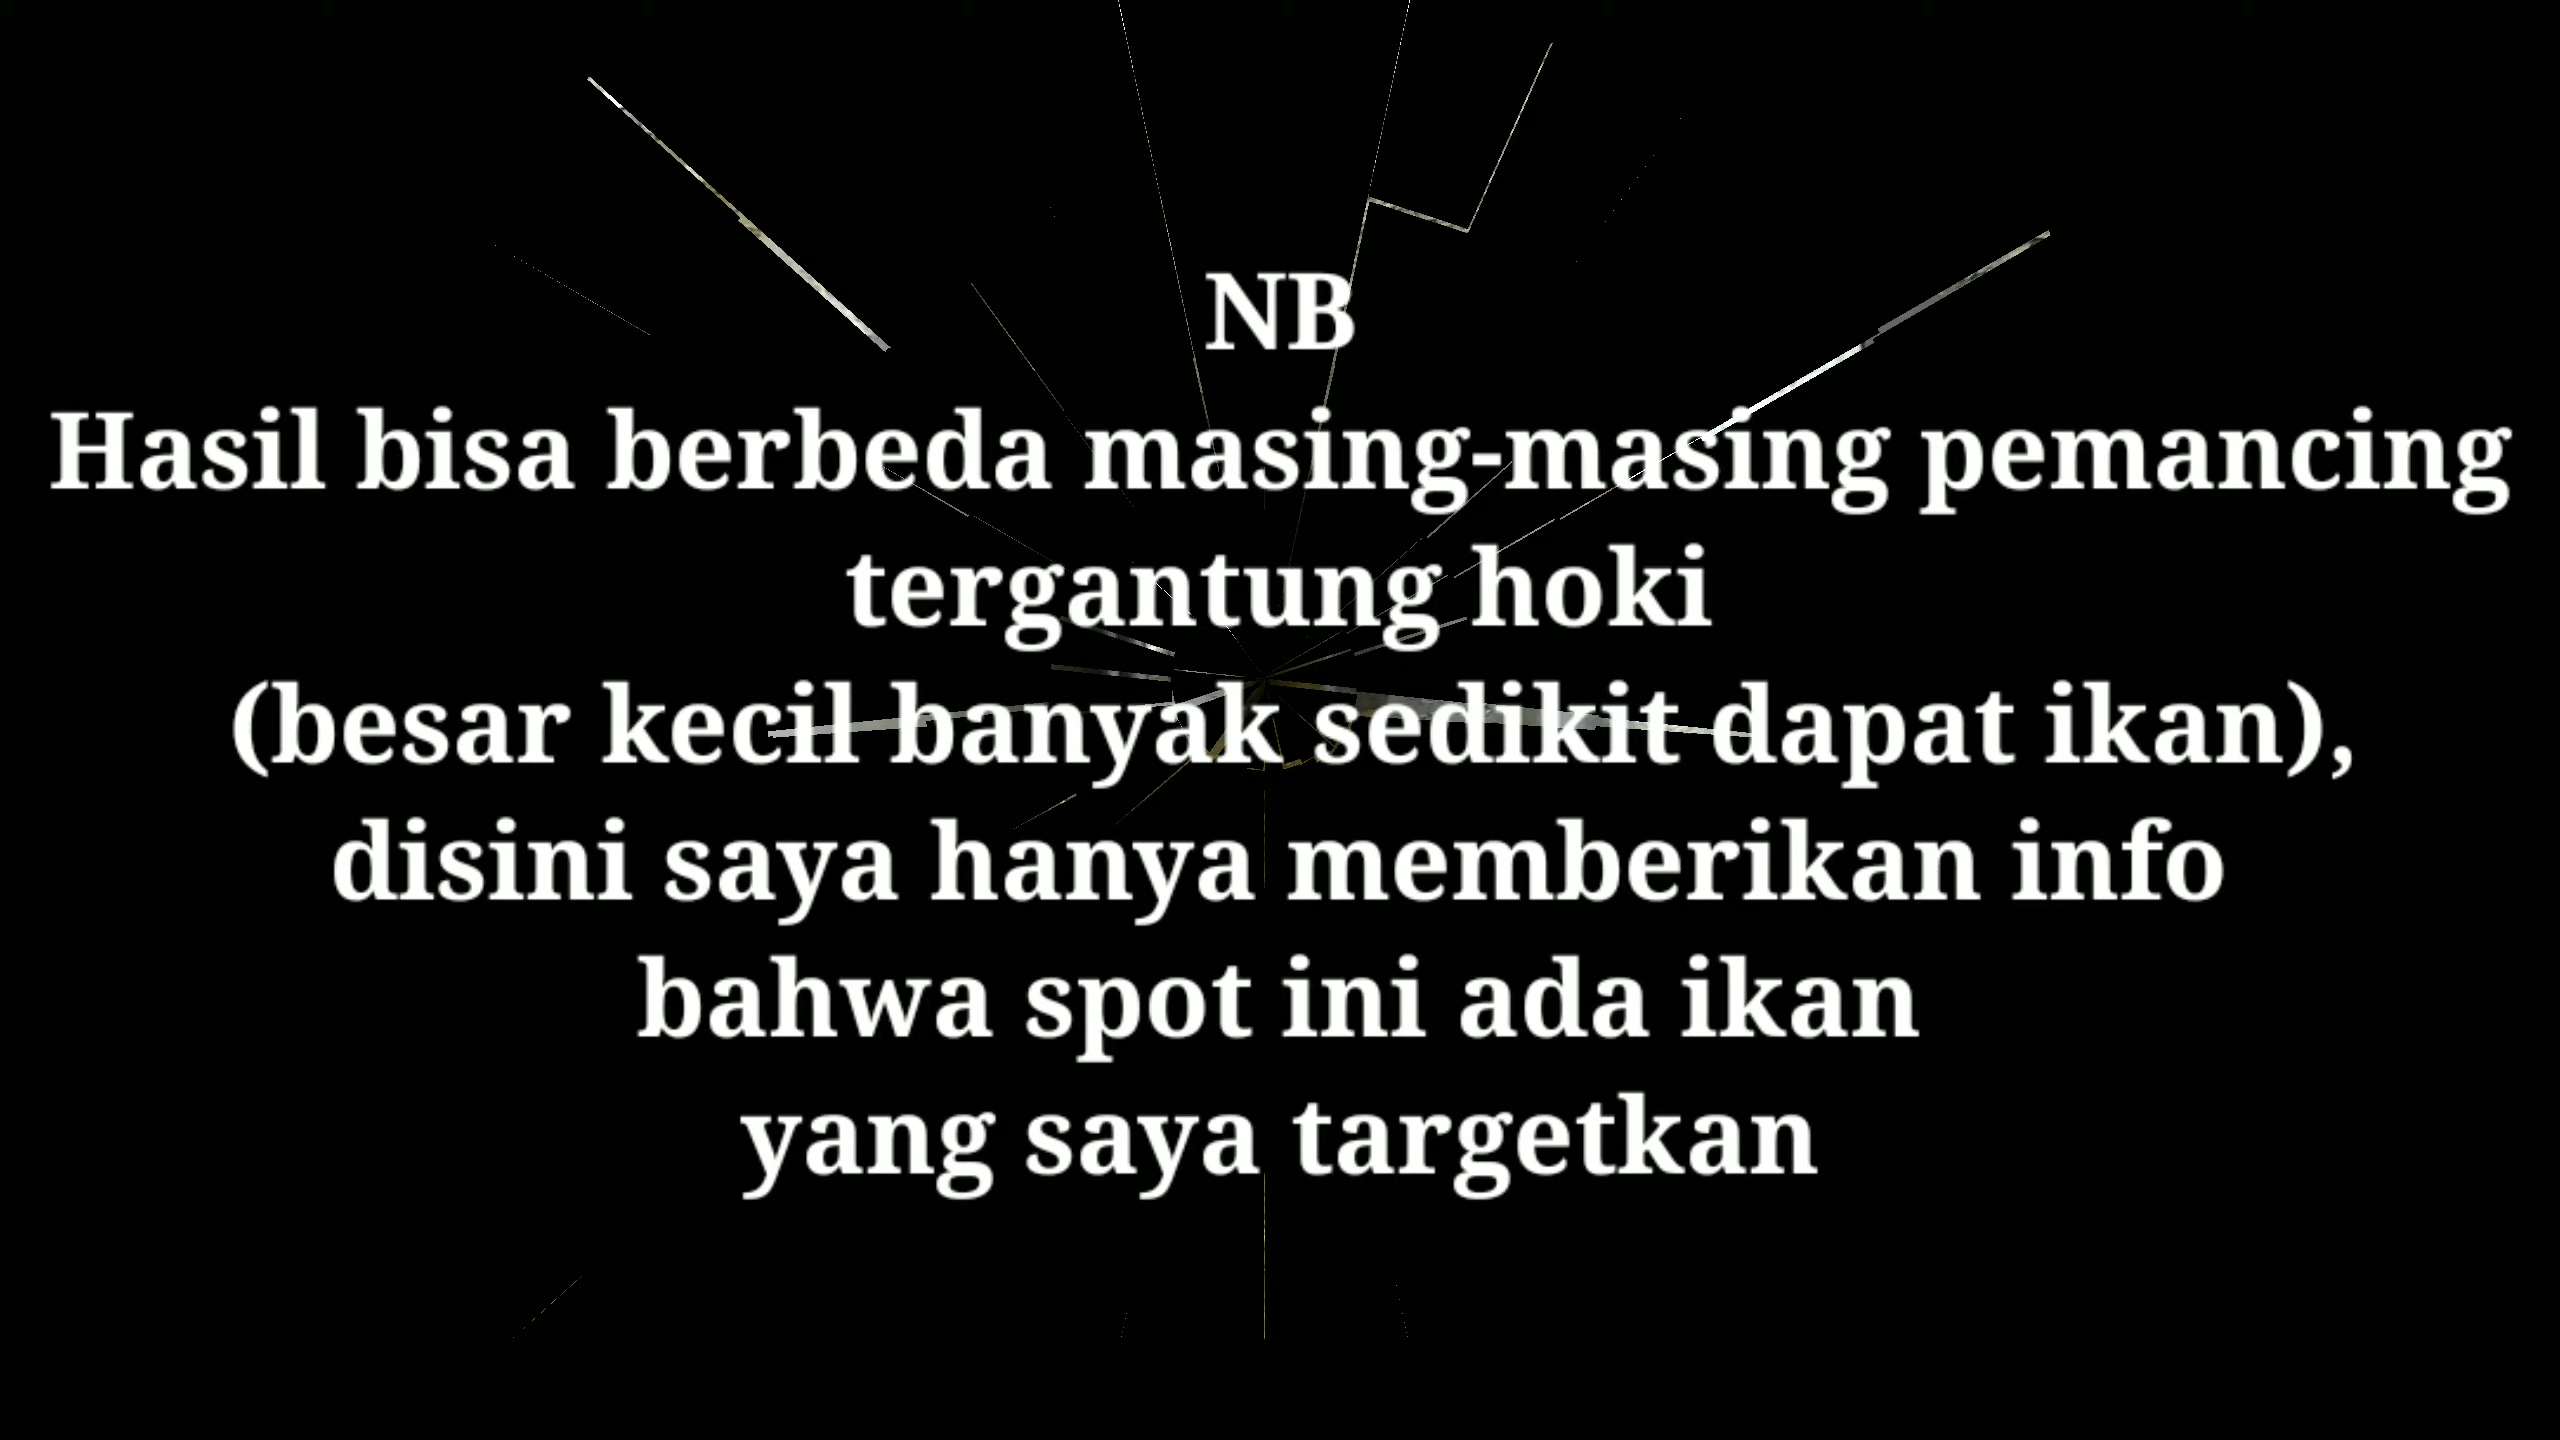 NB
Hasil bisa berbeda masing-masing pemancing
tergantung hoki
(besar kecil banyak sedikit dapat ikan),
disini saya hanya memberikan info
bahwa spot ini ada ikan
yang saya targetkan